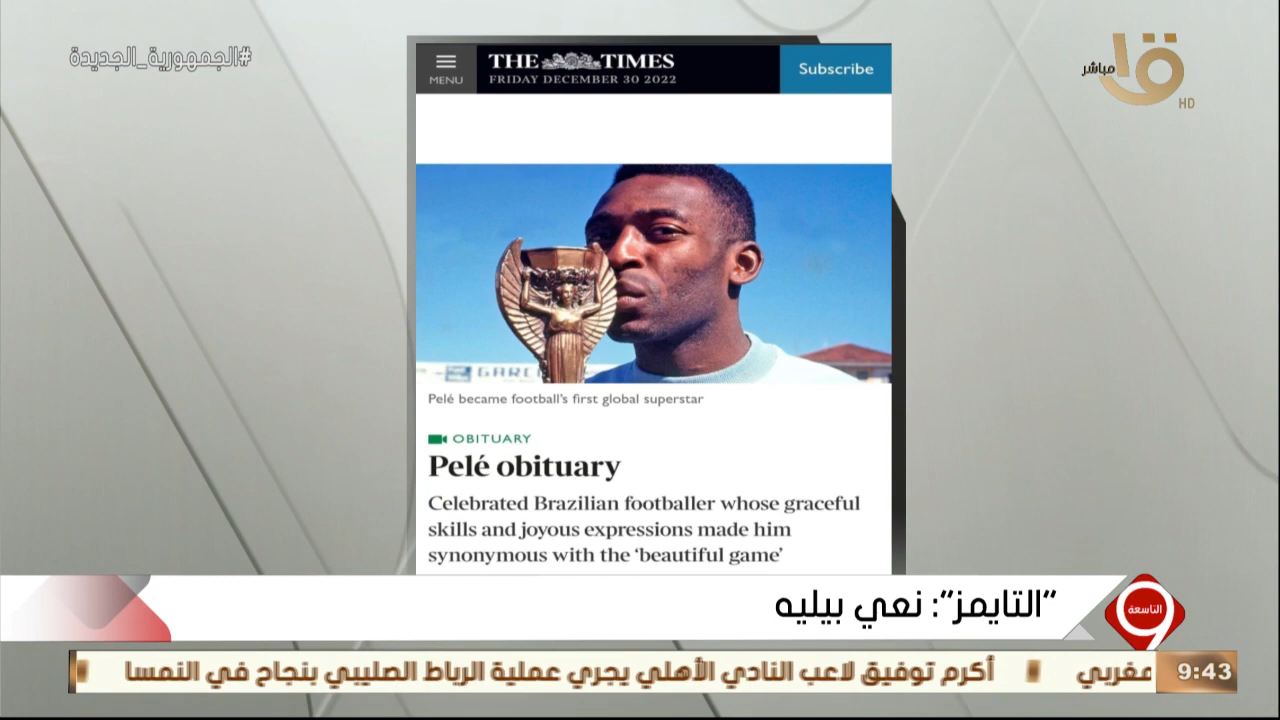 #الجمهورية_الجديدة
مباشر
HD
MENU
THE TIMES
FRIDAY DECEMBER 30 2022
Subscribe
GARC
Pelé became football's first global superstar
OBITUARY
Pelé obituary
Celebrated Brazilian footballer whose graceful
skills and joyous expressions made him
synonymous with the ‘beautiful game’
“التايمز”: نعي بيليه
التاسعة
9
مغربي
أكرم توفيق لاعب النادي الأهلي يجري عملية الرباط الصليبي بنجاح في النمسا
9:43